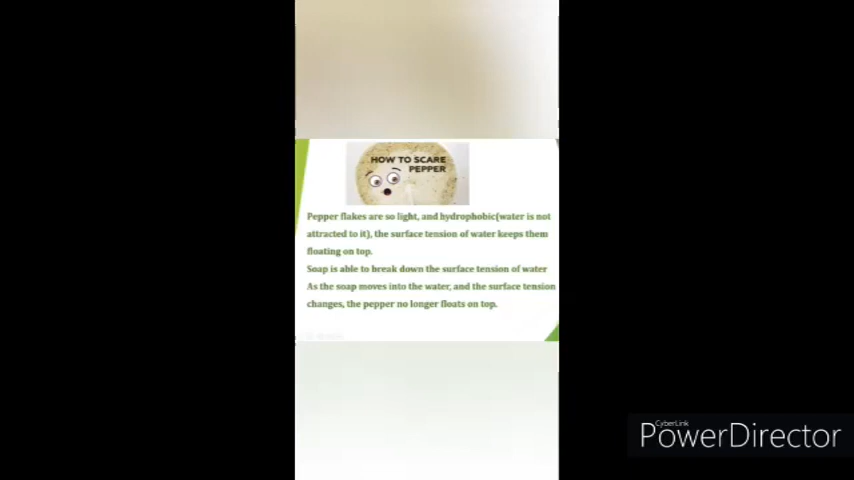 HOW TO SCARE
PEPPER
Pepper flakes are so light, and hydrophobic(water is not
attracted to it), the surface tension of water keeps them
floating on top.
Soap is able to break down the surface tension of water
As the soap moves into the water, and the surface tension
changes, the pepper no longer floats on top.
CyberLink
PowerDirector